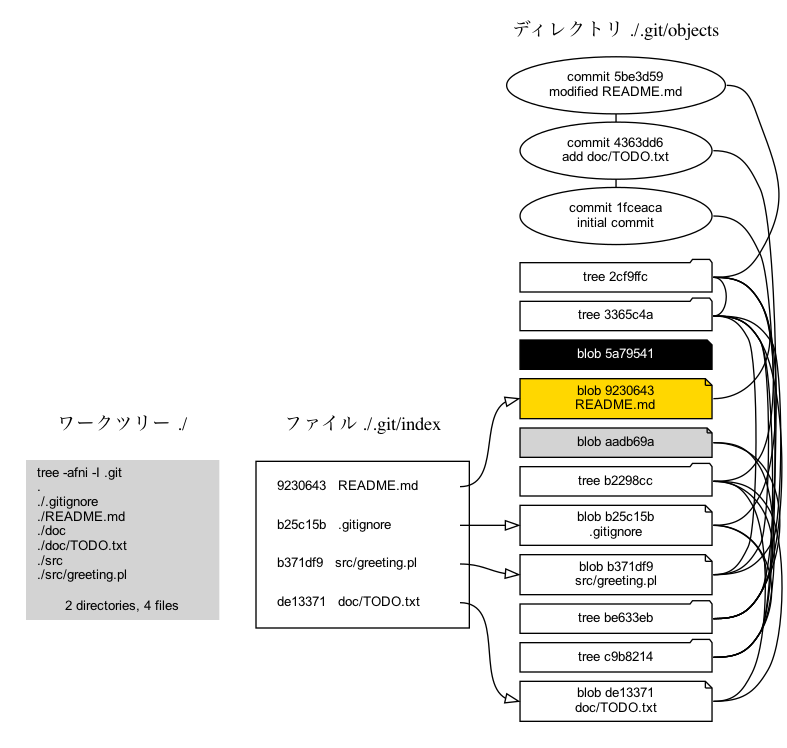 ディレクトリ ./.git/objects
commit 5be3d59
modified README.md
commit 4363dd6
add doc/TODO.txt
commit 1fceaca
initial commit
tree 2cf9ffc
tree 3365c4a
blob 5a79541
blob 9230643
README.md
blob aadb69a
tree b2298cc
blob b25c15b
.gitignore
blob b371df9
src/greeting.pl
tree be633eb
tree c9b8214
blob de13371
doc/TODO.txt
ワークツリー ./
tree -afni -I .git
.
./.gitignore
./README.md
./doc
./doc/TODO.txt
./src
./src/greeting.pl
2 directories, 4 files
ファイル ./.git/index
9230643 README.md
b25c15b .gitignore
b371df9 src/greeting.pl
de13371 doc/TODO.txt